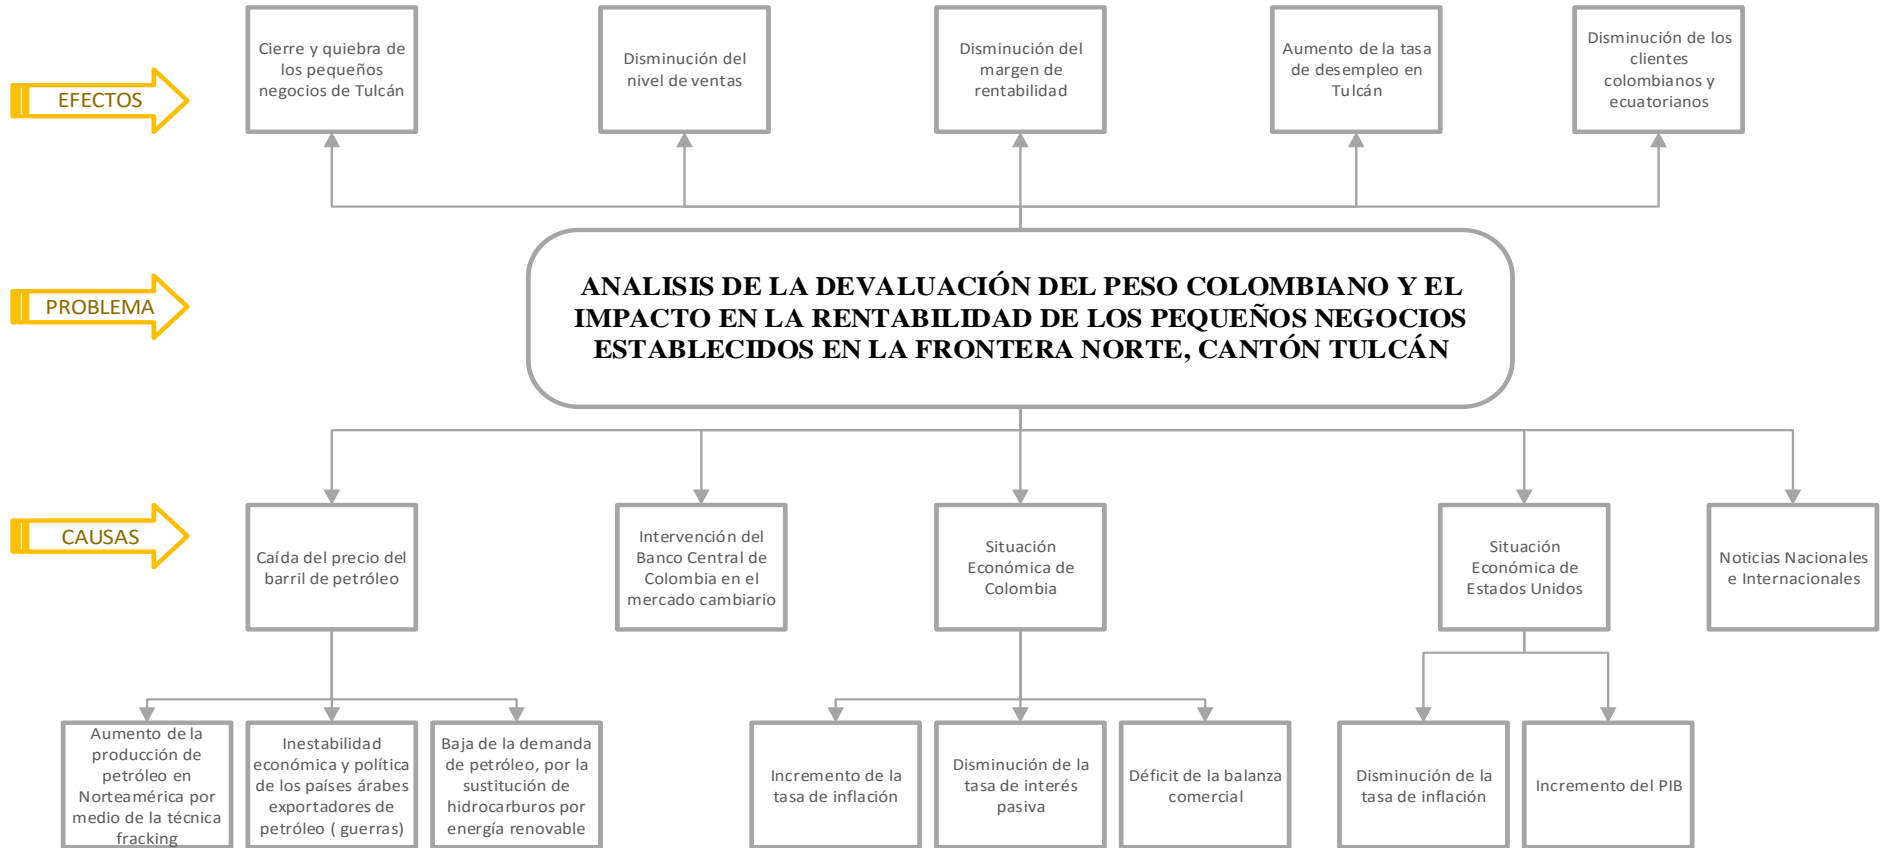 EFECTOS
Cierre y quiebra de
los pequeños
negocios de Tulcán
Disminución del
nivel de ventas
Disminución del
margen de
rentabilidad
Aumento de la tasa
de desempleo en
Tulcán
Disminución de los
clientes
colombianos y
ecuatorianos
PROBLEMA
ANALISIS DE LA DEVALUACIÓN DEL PESO COLOMBIANO Y EL
IMPACTO EN LA RENTABILIDAD DE LOS PEQUEÑOS NEGOCIOS
ESTABLECIDOS EN LA FRONTERA NORTE, CANTÓN TULCÁN
CAUSAS
Caída del precio del
barril de petróleo
Intervención del
Banco Central de
Colombia en el
mercado cambiario
Situación
Económica de
Colombia
Situación
Económica de
Estados Unidos
Noticias Nacionales
e Internacionales
Aumento de la
producción de
petróleo en
Norteamérica por
medio de la técnica
fracking
Inestabilidad
económica y política
de los países árabes
exportadores de
petróleo ( guerras)
Baja de la demanda
de petróleo, por la
sustitución de
hidrocarburos por
energía renovable
Incremento de la
tasa de inflación
Disminución de la
tasa de interés
pasiva
Déficit de la balanza
comercial
Disminución de la
tasa de inflación
Incremento del PIB